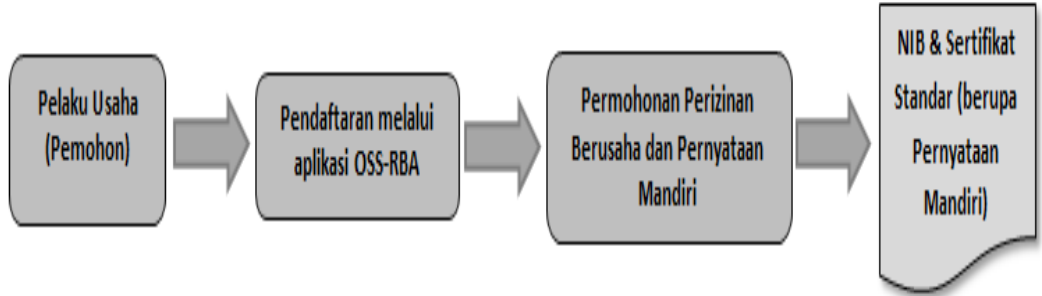 Pelaku Usaha
(Pemohon)
Pendaftaran melalui
aplikasi OSS-RBA
Permohonan Perizinan
Berusaha dan Pernyataan
Mandiri
NIB & Sertifikat
Standar (berupa
Pernyataan
Mandiri)